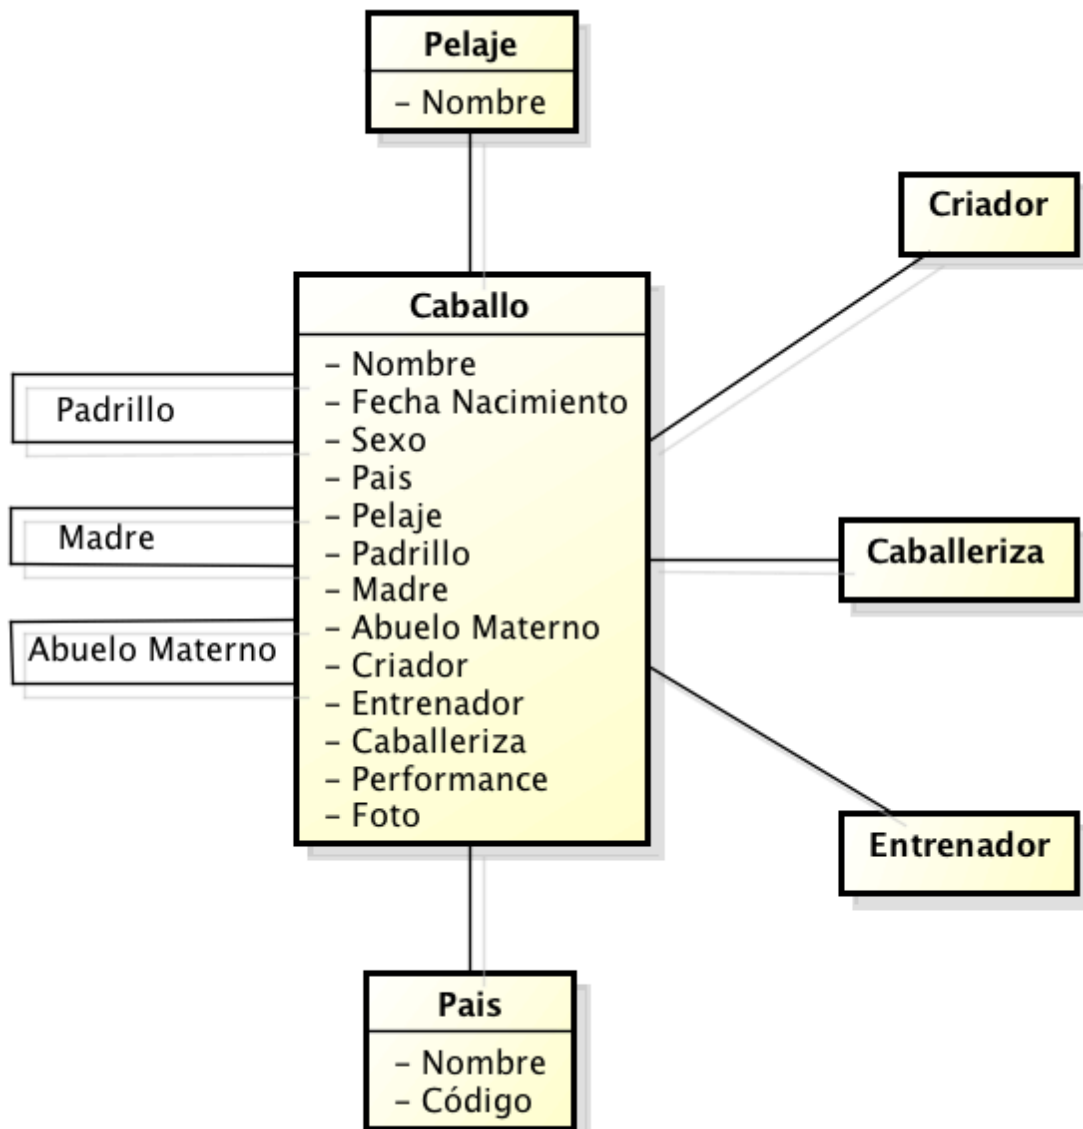 Pelaje
– Nombre
Criador
Caballo
– Nombre
– Fecha Nacimiento
– Sexo
– Pais
– Pelaje
– Padrillo
– Madre
– Abuelo Materno
– Criador
– Entrenador
– Caballeriza
– Performance
– Foto
Padrillo
Madre
Abuelo Materno
Caballeriza
Entrenador
Pais
– Nombre
– Código